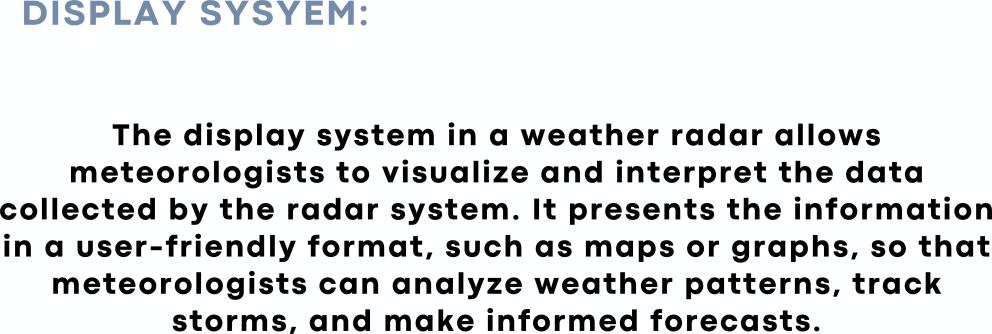 DISPLAY SYSYEM:
The display system in a weather radar allows
meteorologists to visualize and interpret the data
collected by the radar system. It presents the information
in a user-friendly format, such as maps or graphs, so that
meteorologists can analyze weather patterns, track
storms, and make informed forecasts.